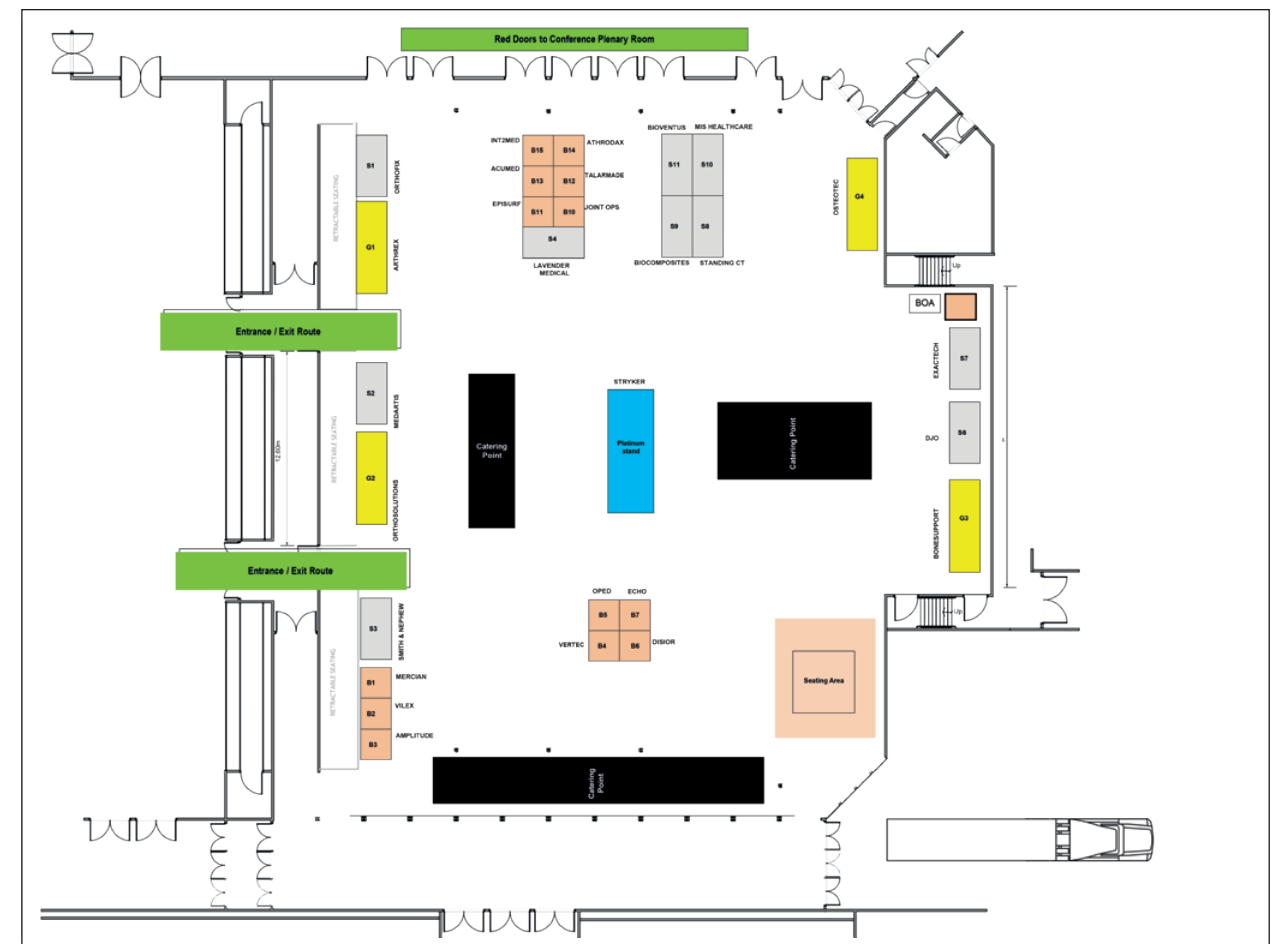 Red Doors to Conference Plenary Room
BIOVENTUS
MIS HEALTHCARE
INT2MED
B15
B14
ATHRODAX
ACUMED
B13
B12
TALARMADE
EPISURF
B11
B10
JOINT OPS
S4
LAVENDER
MEDICAL
S11
S10
S9
S8
BIOCOMPOSITES
STANDING CT
RETRACTABLE SEATING
S1
ORTHOFIX
G1
ARTHREX
OSTEOTEC
G4
Up
BOA
Entrance / Exit Route
EXACTECH
S7
RETRACTABLE SEATING
S2
MEDARTIS
12.60m
G2
ORTHOSOLUTIONS
Catering
Point
STRYKER
Platinum
stand
Catering Point
DJO
S6
BONESUPPORT
G3
Entrance / Exit Route
RETRACTABLE SEATING
S3
SMITH & NEPHEW
B1
MERCIAN
B2
VILEX
B3
AMPLITUDE
OPED
ECHO
B5
B7
VERTEC
B4
B6
DISIOR
Up
Seating Area
Catering
Point